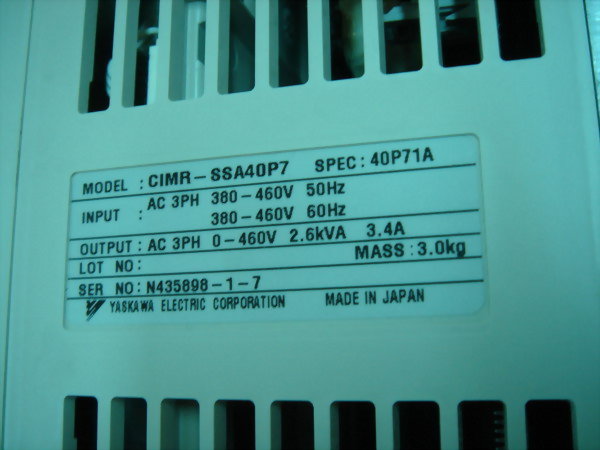 MODEL : CIMR-SSA40P7 SPEC: 40P71A
INPUT : AC 3PH 380-460V 50Hz
380-460V 60Hz
OUTPUT: AC 3PH 0-460V 2.6kVA 3.4A
LOT NO: MASS: 3.0kg
SER NO: N435898-1-7
YASKAWA ELECTRIC CORPORATION MADE IN JAPAN